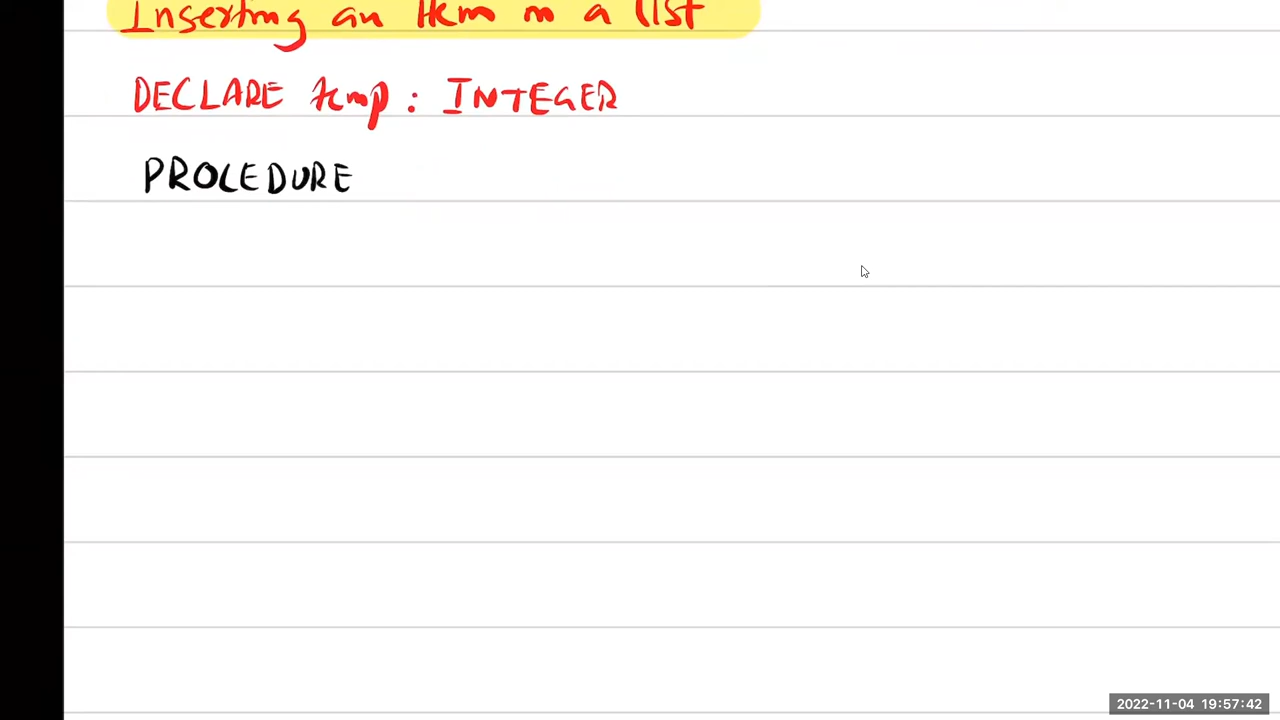 Inserting an item in a list
DECLARE temp : INTEGER
PROCEDURE
2022-11-04 19:57:42